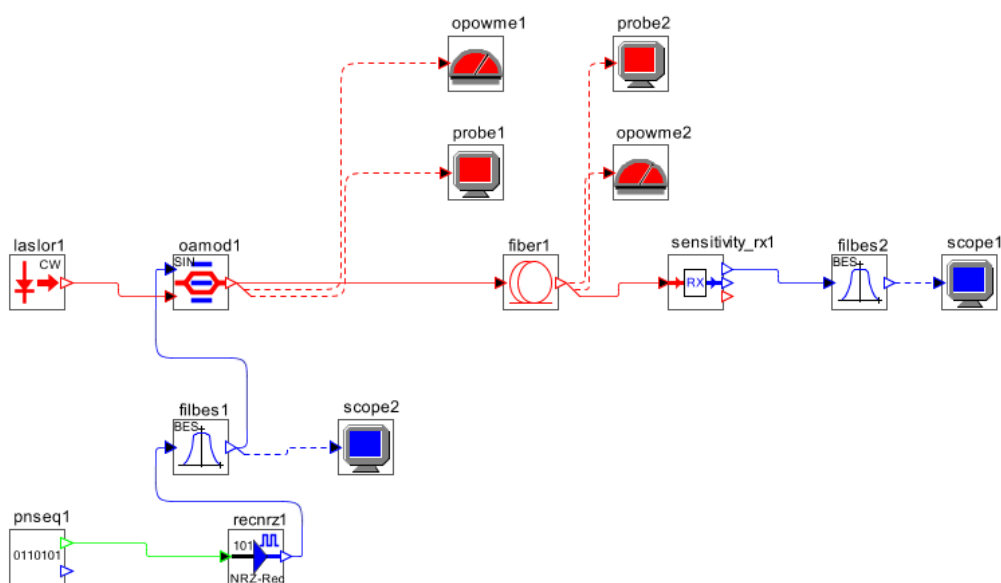 opowme1
probe2
probe1
opowme2
laslor1
CW
oamod1
SIN
fiber1
sensitivity_rx1
RX
filbes2
BES
scope1
filbes1
BES
scope2
pnseq1
0110101
recnrz1
101
NRZ-Rec